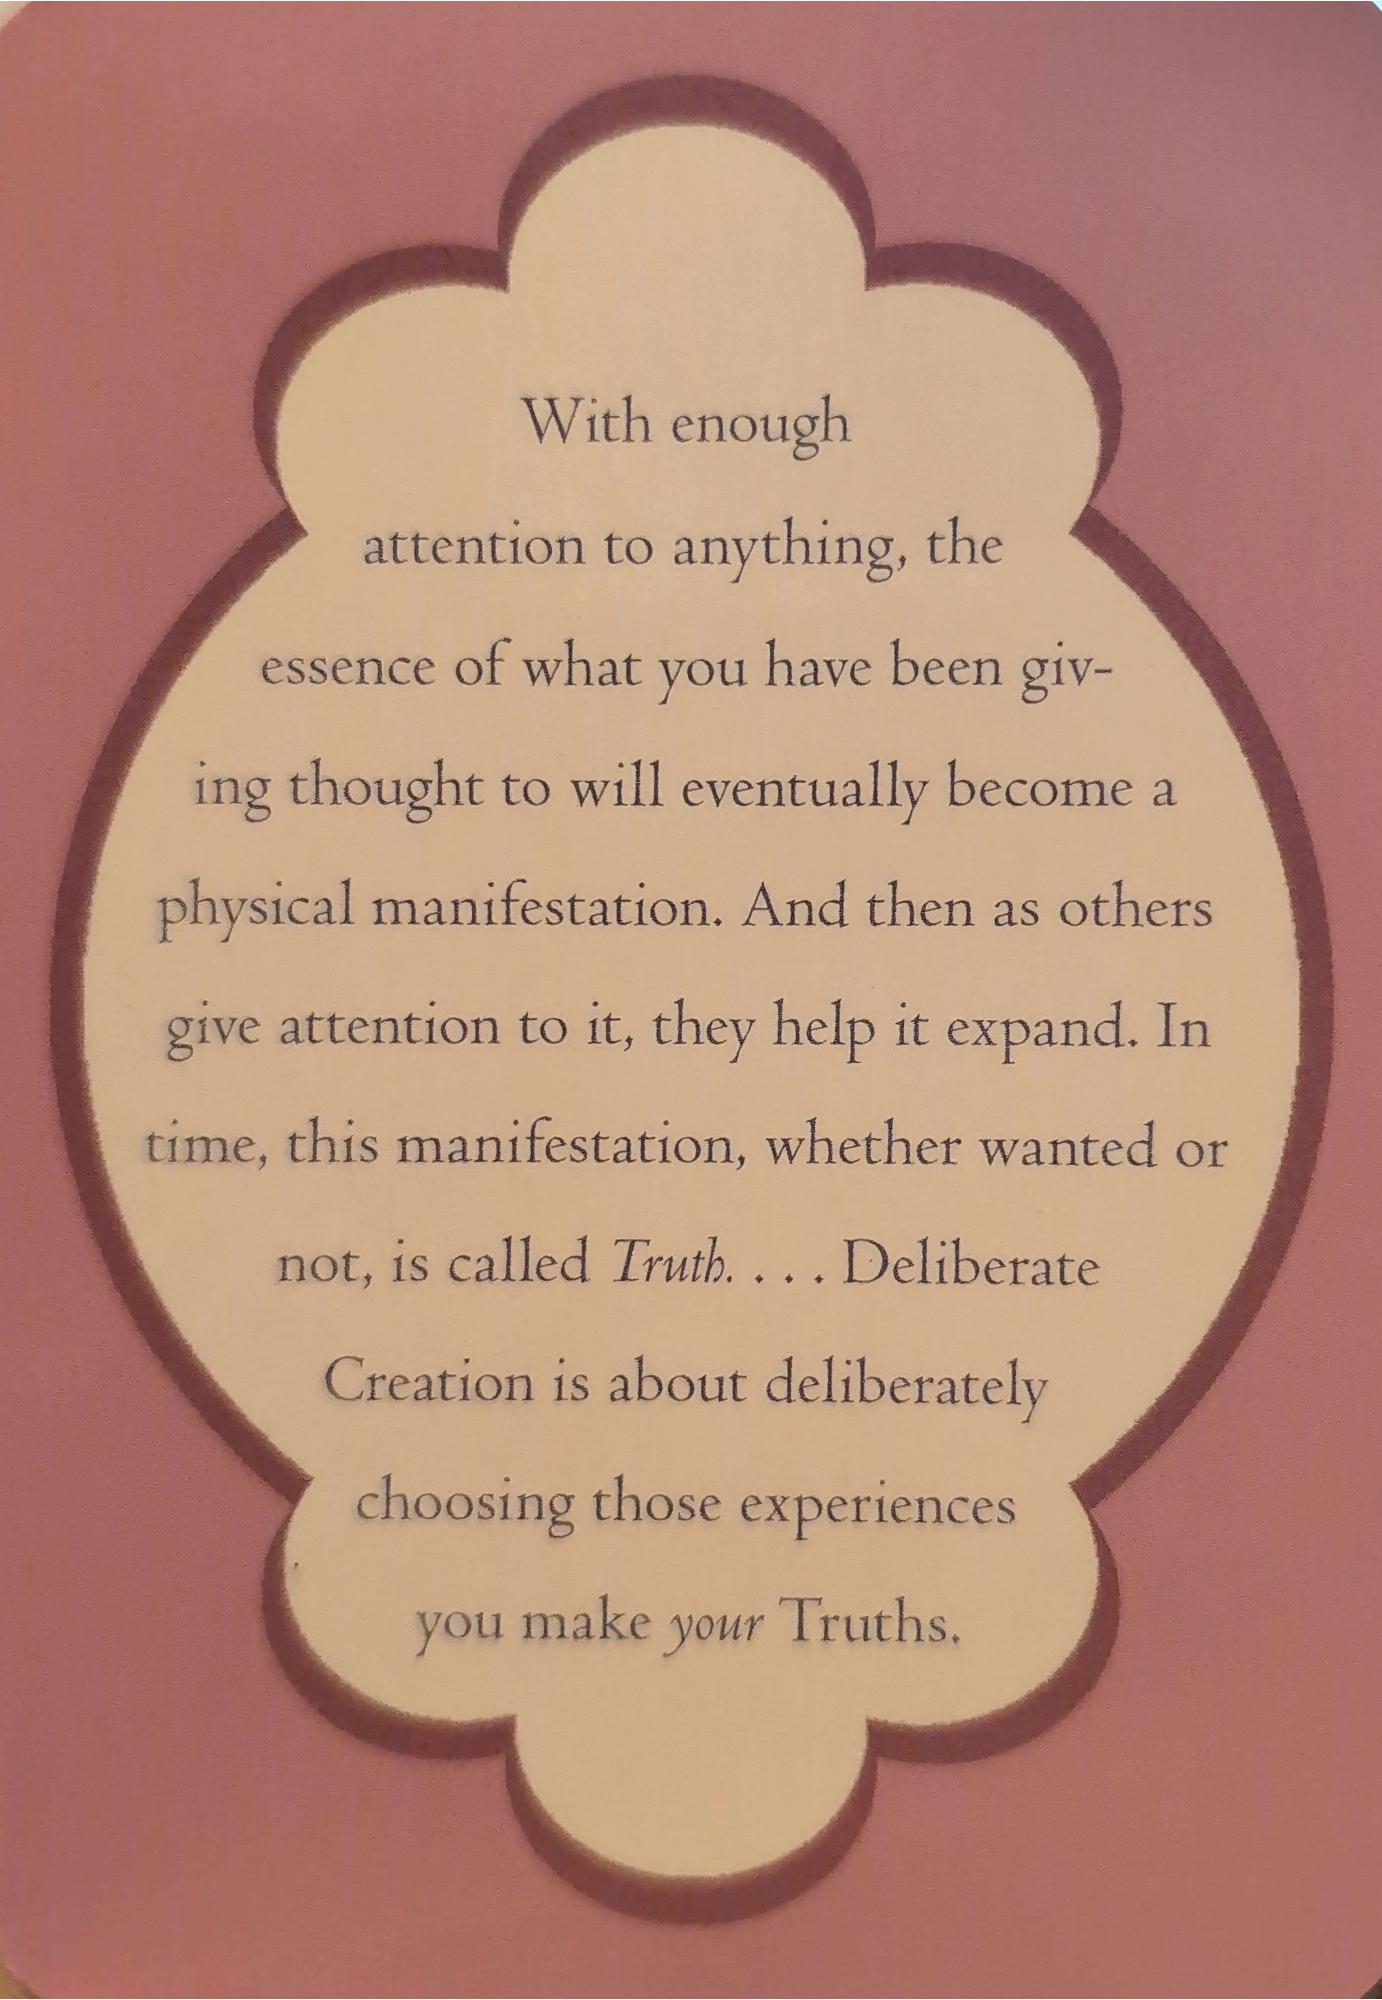 With enough
attention to anything, the
essence of what you have been giv-
ing thought to will eventually become a
physical manifestation. And then as others
give attention to it, they help it expand. In
time, this manifestation, whether wanted or
not, is called Truth. . . . Deliberate
Creation is about deliberately
choosing those experiences
you make your Truths.